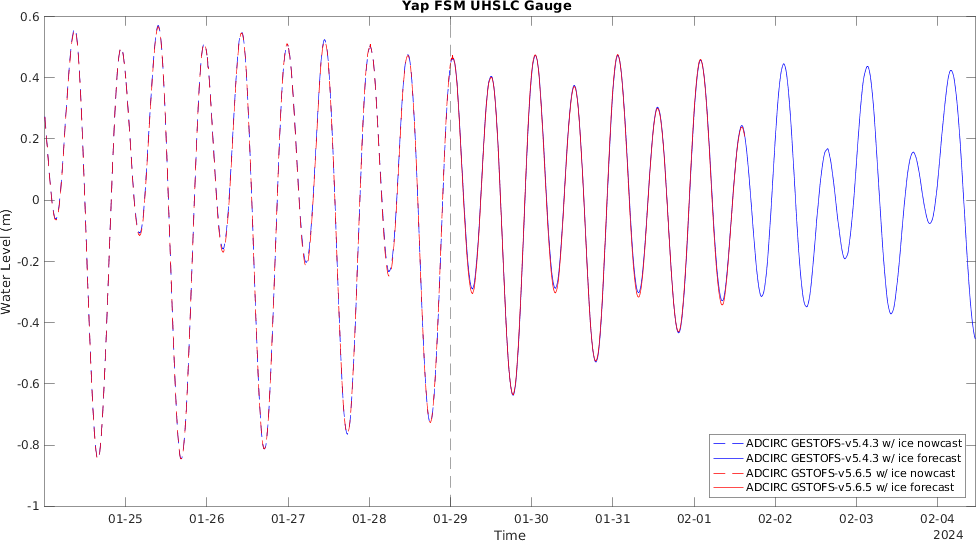 Yap FSM UHSLC Gauge
0.6
0.4
0.2
0
-0.2
-0.4
-0.6
-0.8
-1
Water Level (m)
01-25 01-26 01-27 01-28 01-29 01-30 01-31 02-01 02-02 02-03 02-04
Time
2024
ADCIRC GESTOFS-v5.4.3 w/ ice nowcast
ADCIRC GESTOFS-v5.4.3 w/ ice forecast
ADCIRC GSTOFS-v5.6.5 w/ ice nowcast
ADCIRC GSTOFS-v5.6.5 w/ ice forecast